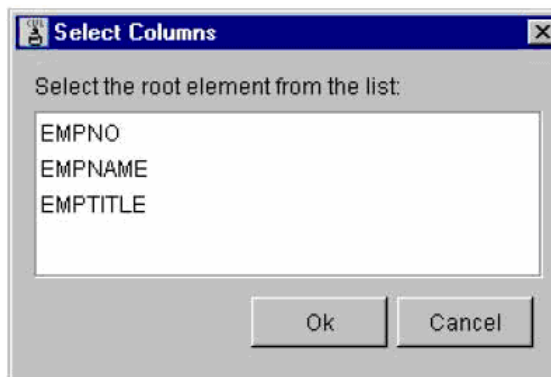 Select Columns
Select the root element from the list:
EMPNO
EMPNAME
EMPTITLE
Ok Cancel